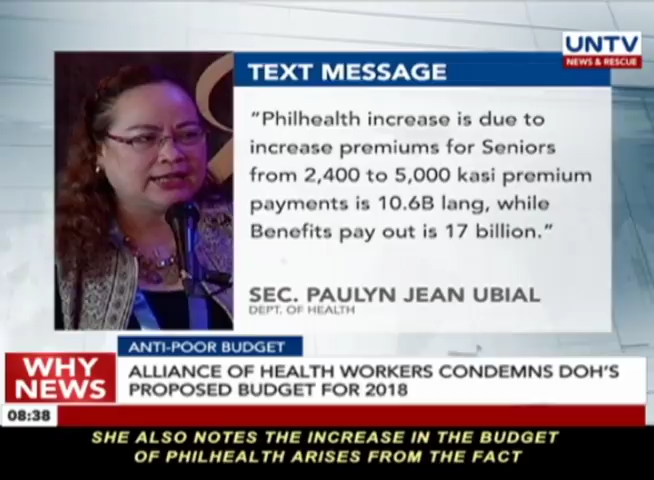 UNTV
NEWS & RESCUE
TEXT MESSAGE
"Philhealth increase is due to
increase premiums for Seniors
from 2,400 to 5,000 kasi premium
payments is 10.6B lang, while
Benefits pay out is 17 billion."
SEC. PAULYN JEAN UBIAL
DEPT. OF HEALTH
ANTI-POOR BUDGET
WHY
NEWS
ALLIANCE OF HEALTH WORKERS CONDEMNS DOH'S
PROPOSED BUDGET FOR 2018
08:38
SHE ALSO NOTES THE INCREASE IN THE BUDGET
OF PHILHEALTH ARISES FROM THE FACT